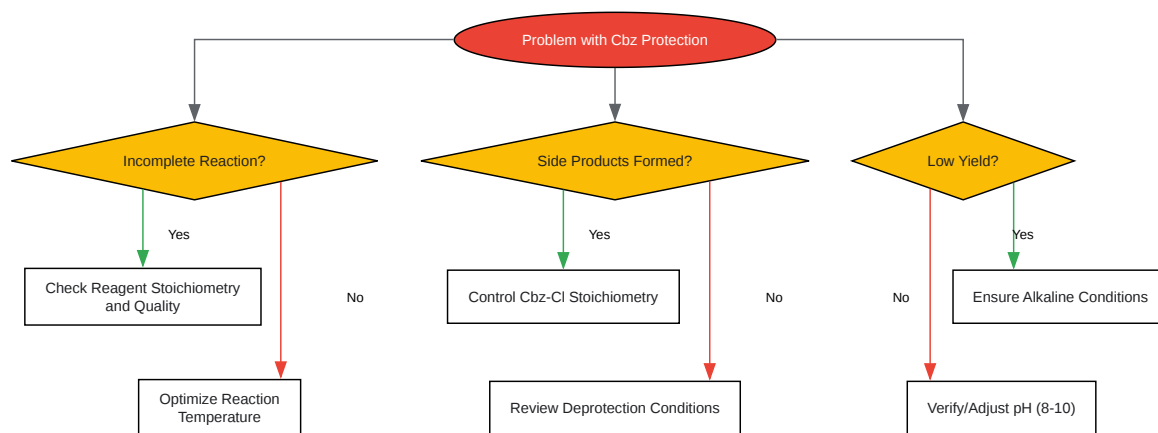 Problem with Cbz Protection
Incomplete Reaction?
Side Products Formed?
Low Yield?
Yes
Yes
Yes
Check Reagent Stoichiometry
and Quality
Control Cbz-Cl Stoichiometry
Ensure Alkaline Conditions
No
No
No
Optimize Reaction
Temperature
Review Deprotection Conditions
Verify/Adjust pH (8-10)